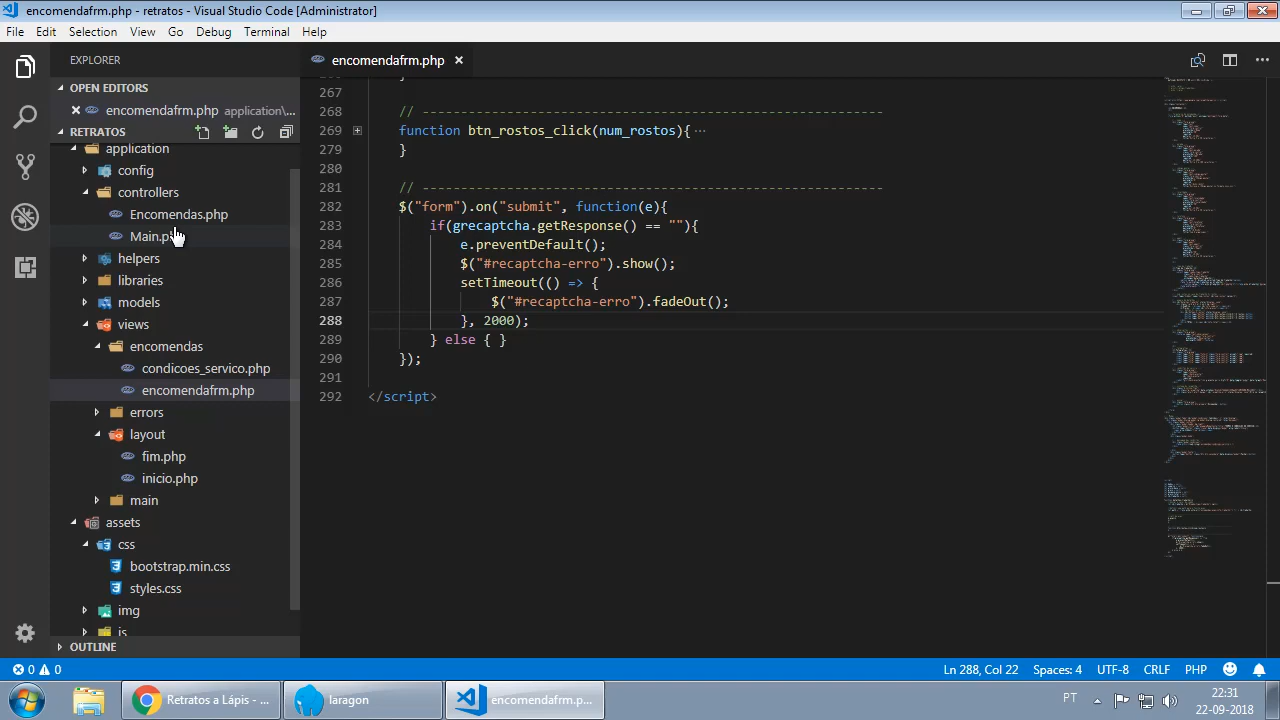 encomendafrm.php - retratos - Visual Studio Code [Administrator]
File Edit Selection View Go Debug Terminal Help
EXPLORER
encomendafrm.php
OPEN EDITORS
encomendafrm.php application\...
RETRATOS
application
config
controllers
Encomendas.php
Main.p
helpers
libraries
models
views
encomendas
condicoes_servico.php
encomendafrm.php
errors
layout
fim.php
inicio.php
main
assets
css
bootstrap.min.css
styles.css
img
js
OUTLINE
267
268 // ------------------------------------------------------------
269 function btn_rostos_click(num_rostos){ ...
279 }
280
281 // ------------------------------------------------------------
282 $("form").on("submit", function(e){
283 if(grecaptcha.getResponse() == ""){
284 e.preventDefault();
285 $("#recaptcha-erro").show();
286 setTimeout(() => {
287 $("#recaptcha-erro").fadeOut();
288 }, 2000);
289 } else { }
290 });
291
292 </script>
0 0
Ln 288, Col 22 Spaces: 4 UTF-8 CRLF PHP
Retratos a Lápis - ...
laragon
encomendafrm.p...
PT
22:31
22-09-2018